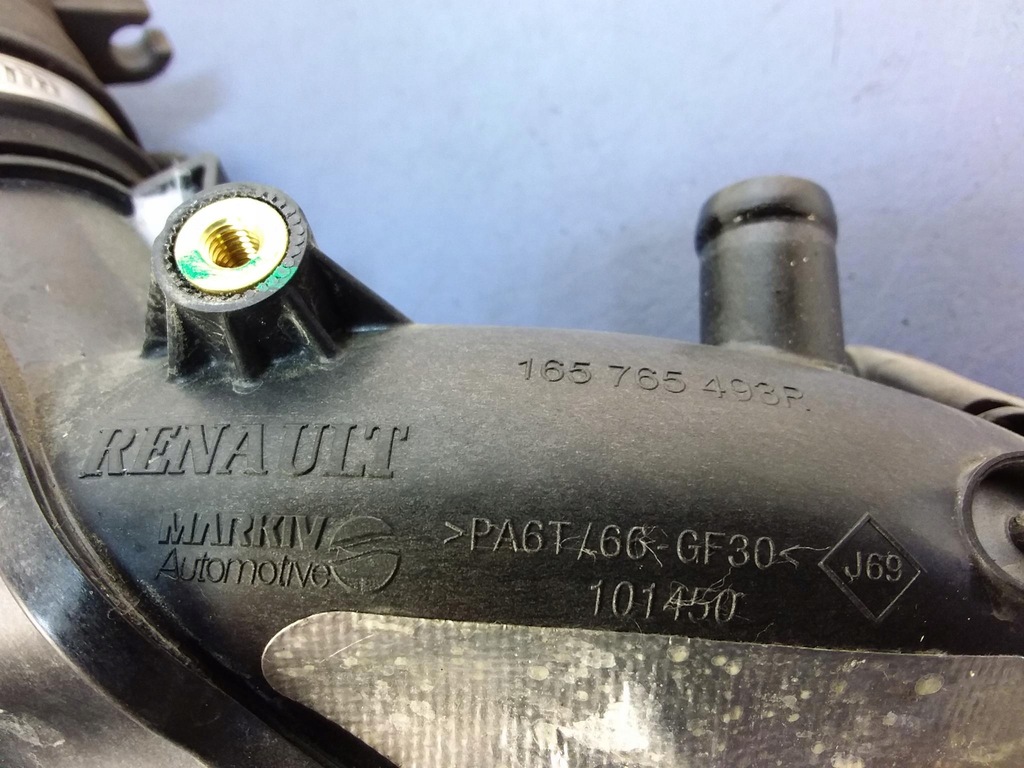 165 765 493R
RENAULT
MARKIV
Automotive
>PA6T/66-GF30<
J69
101450